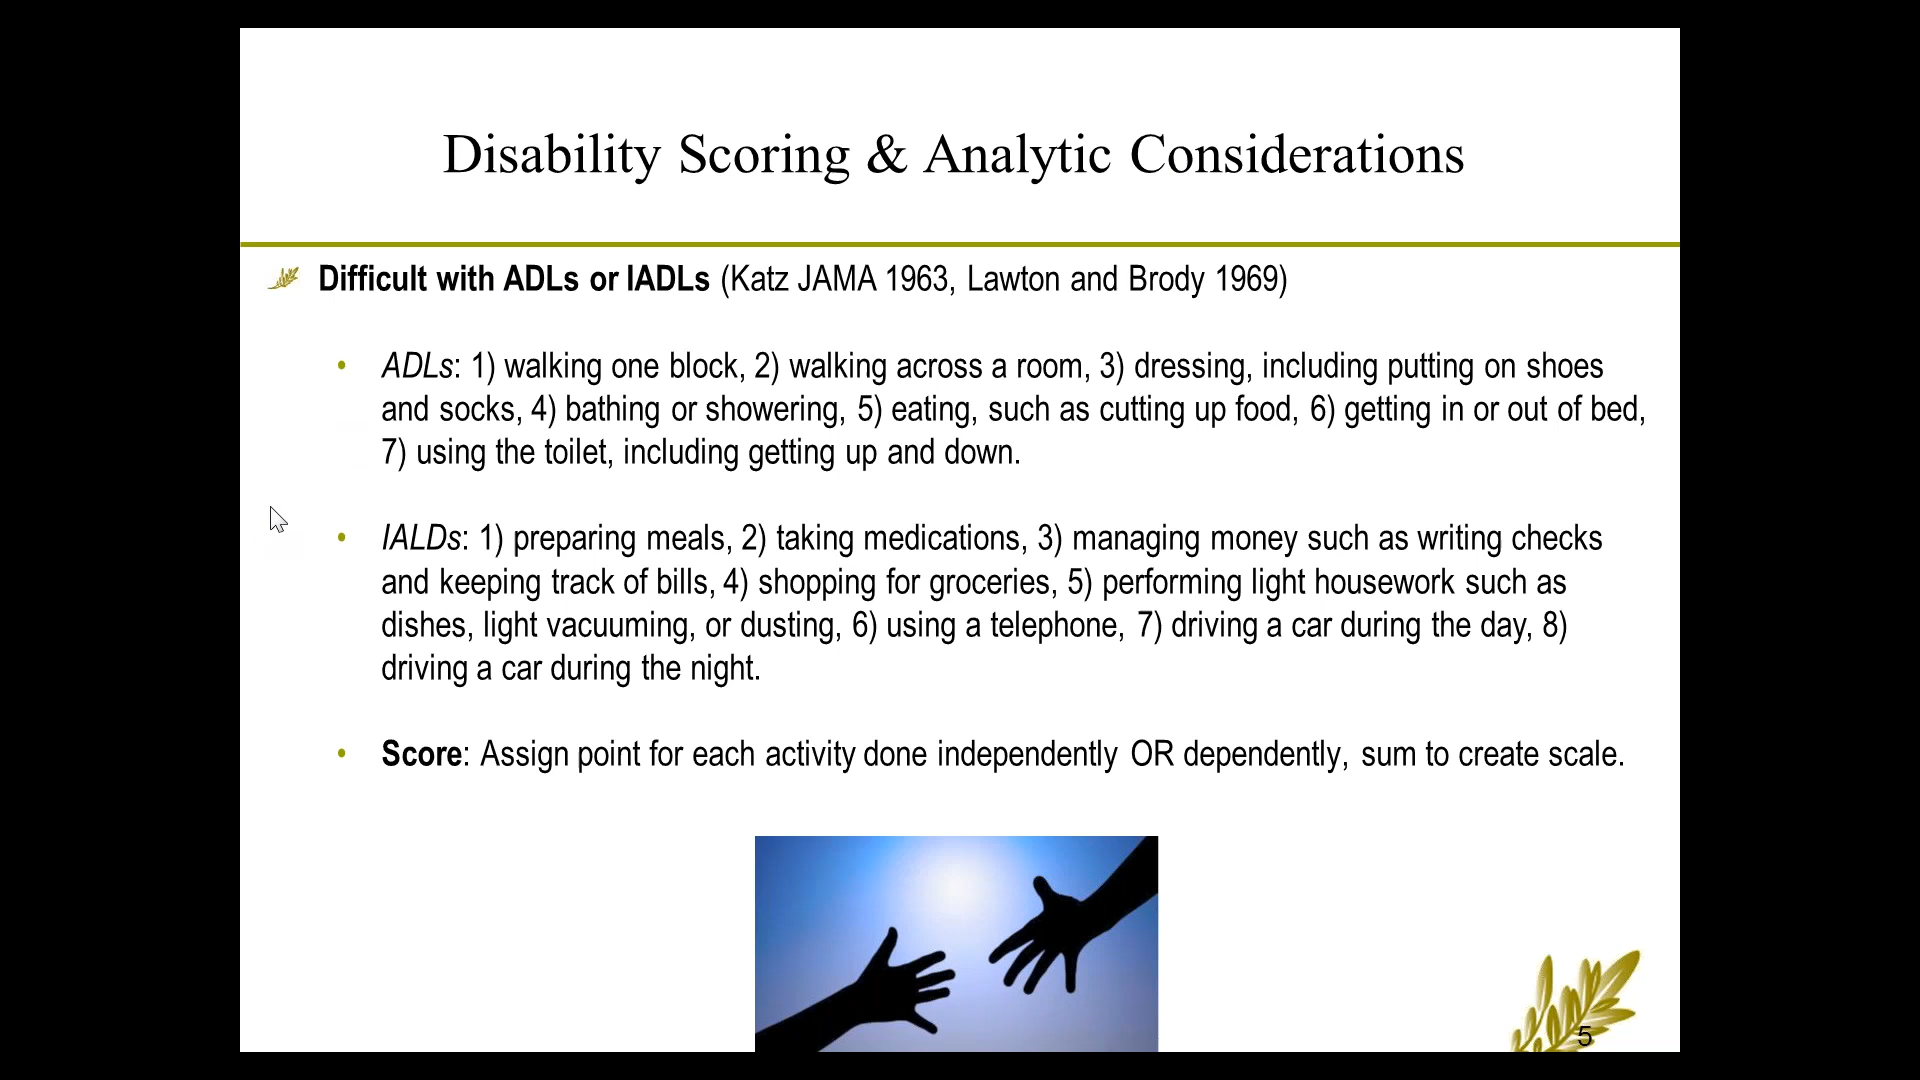 Disability Scoring & Analytic Considerations
Difficult with ADLs or IADLs (Katz JAMA 1963, Lawton and Brody 1969)
• ADLs: 1) walking one block, 2) walking across a room, 3) dressing, including putting on shoes
and socks, 4) bathing or showering, 5) eating, such as cutting up food, 6) getting in or out of bed,
7) using the toilet, including getting up and down.
• IALDs: 1) preparing meals, 2) taking medications, 3) managing money such as writing checks
and keeping track of bills, 4) shopping for groceries, 5) performing light housework such as
dishes, light vacuuming, or dusting, 6) using a telephone, 7) driving a car during the day, 8)
driving a car during the night.
• Score: Assign point for each activity done independently OR dependently, sum to create scale.
5